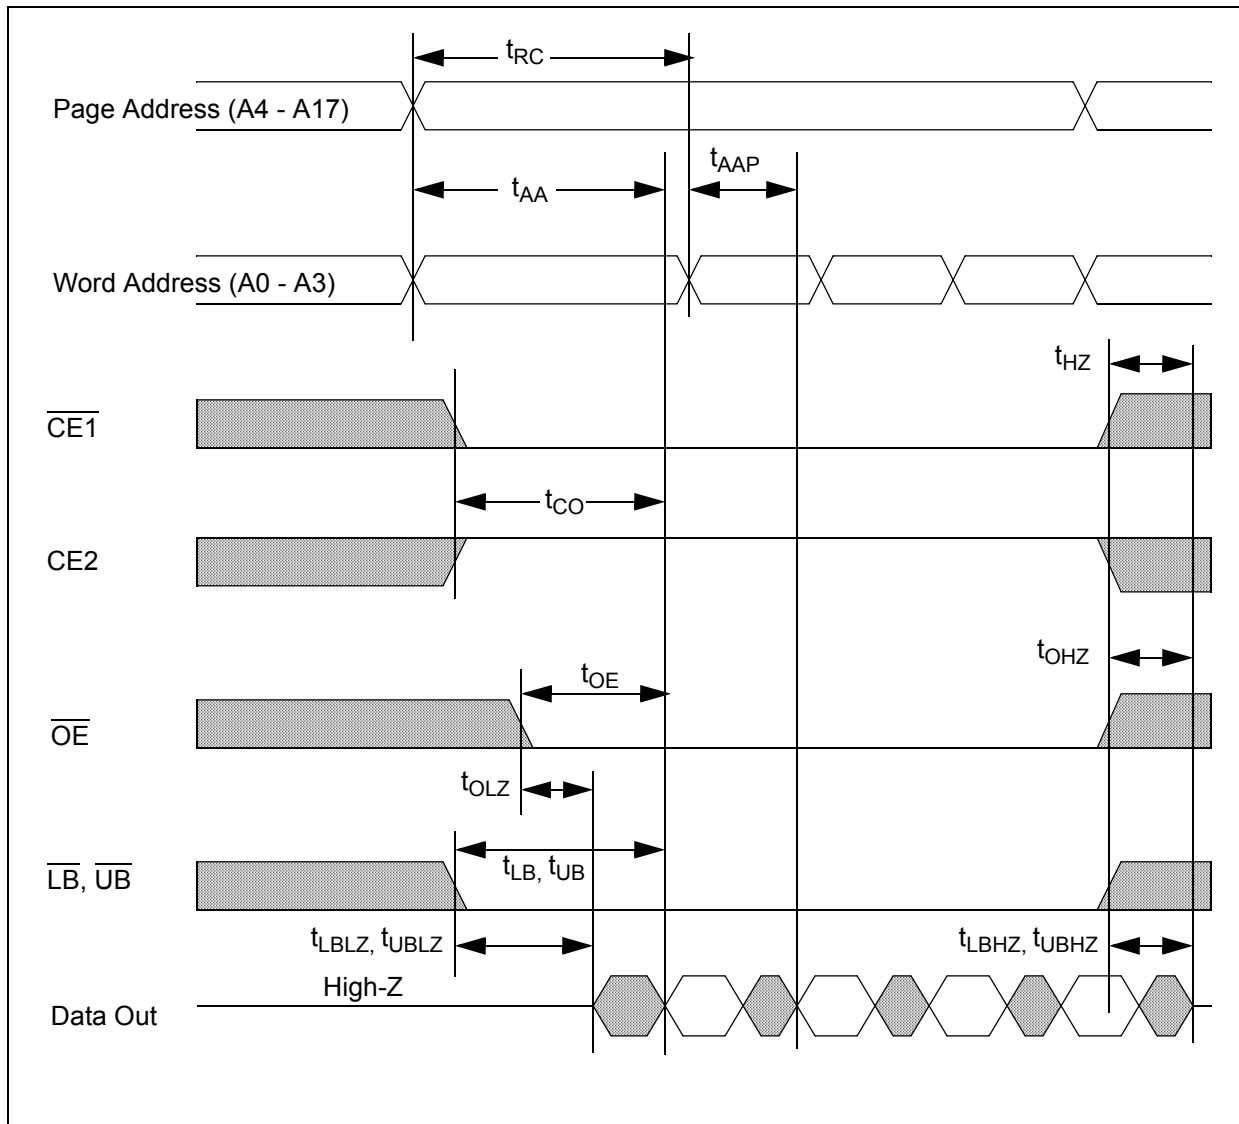 tRC
Page Address (A4 - A17)
tAAP
tAA
Word Address (A0 - A3)
tHZ
CE1
tCO
CE2
tOHZ
tOE
OE
tOLZ
LB, UB
tLB, tUB
tLBLZ, tUBLZ
tLBHZ, tUBHZ
High-Z
Data Out